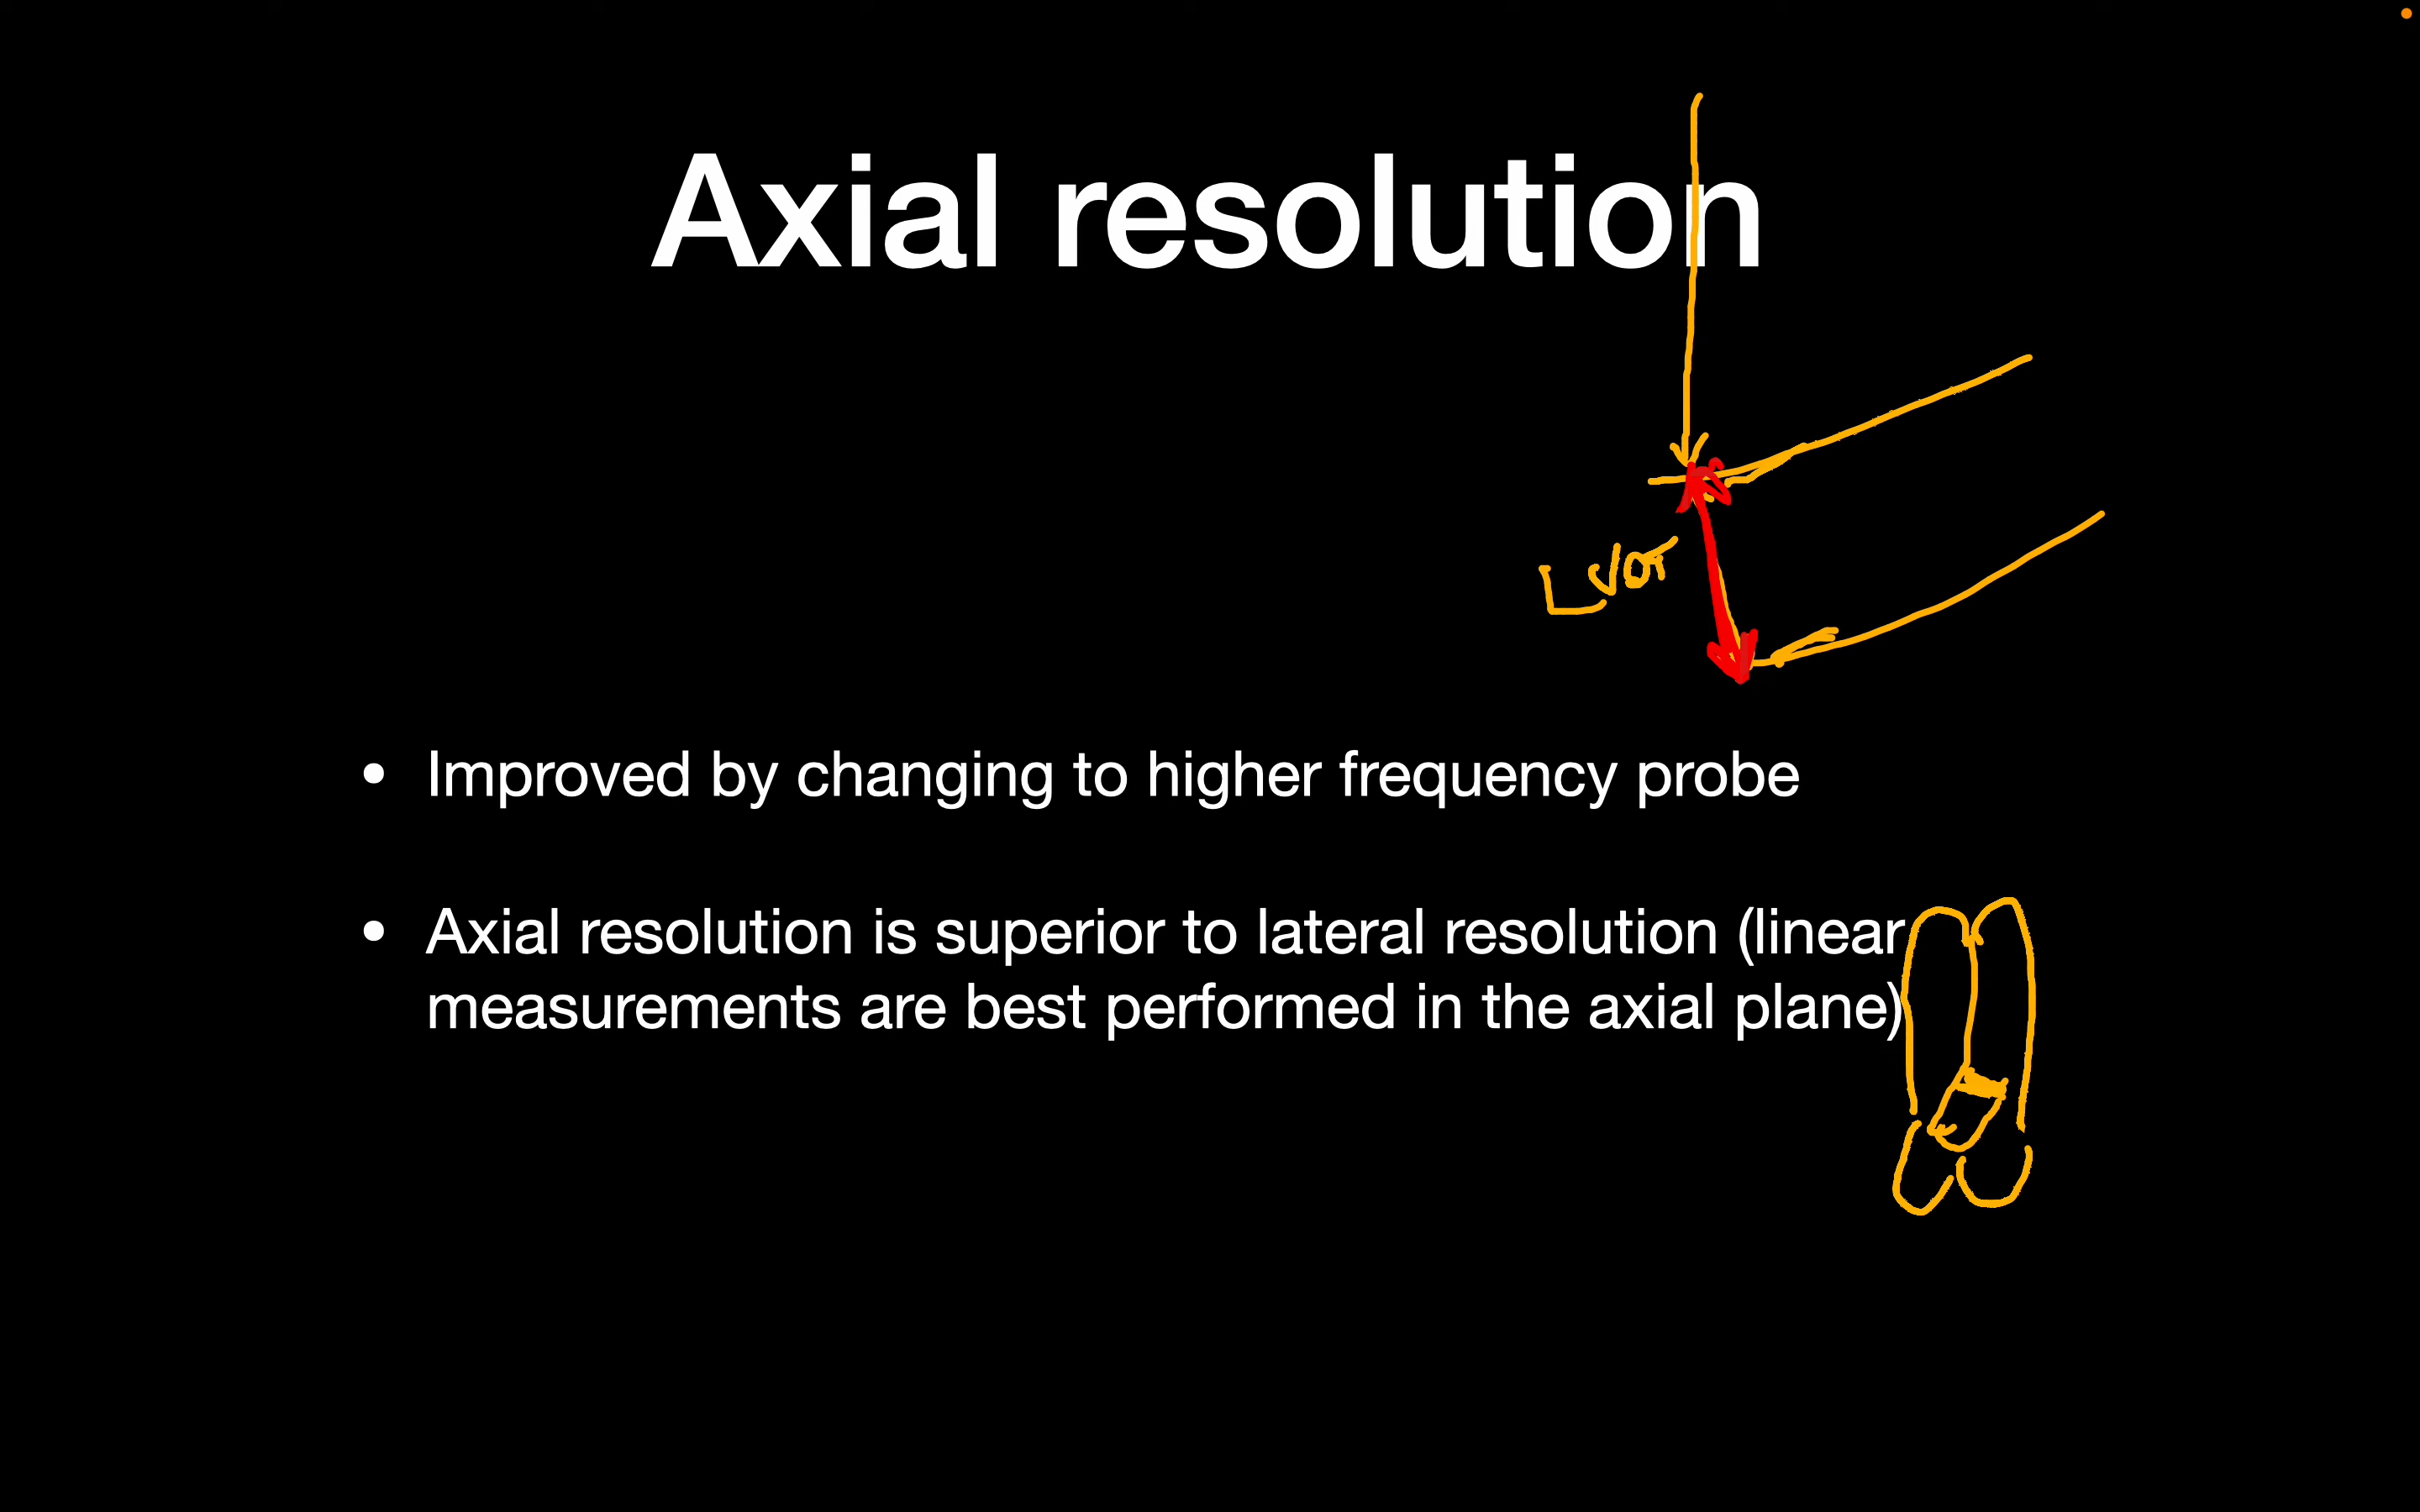 Axial resolution
• Improved by changing to higher frequency probe
• Axial resolution is superior to lateral resolution (linear
measurements are best performed in the axial plane)